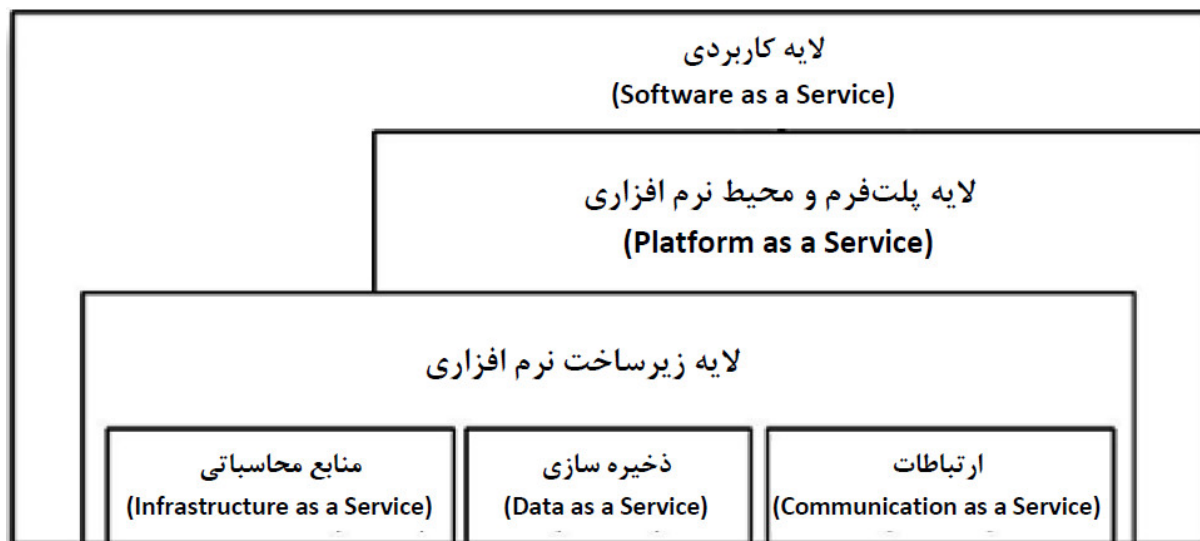 لایه کاربردی
(Software as a Service)
لایه پلت‌فرم و محیط نرم افزاری
(Platform as a Service)
لایه زیرساخت نرم افزاری
منابع محاسباتی
(Infrastructure as a Service)
ذخیره سازی
(Data as a Service)
ارتباطات
(Communication as a Service)